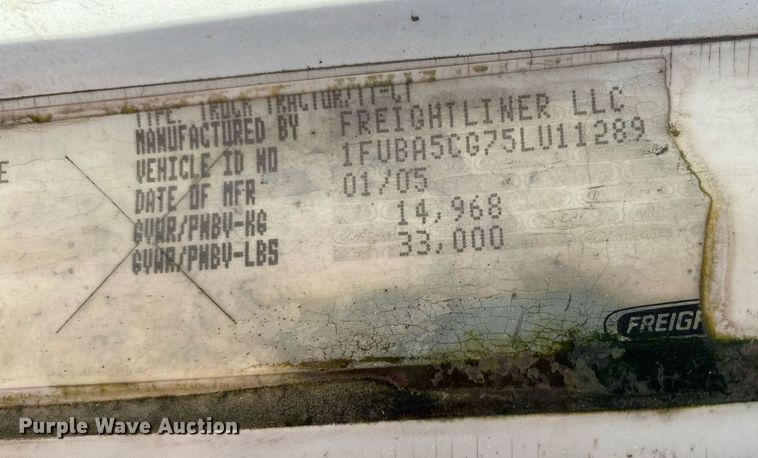 TYPE: TRUCK TRACTOR/TT-CT
MANUFACTURED BY FREIGHTLINER LLC
VEHICLE ID NO 1FUBA5CG75LU11289
E
DATE OF MFR 01/05
GVWR/PNBV-KG 14,968
GVWR/PNBV-LBS 33,000
FREIGH
Purple Wave Auction